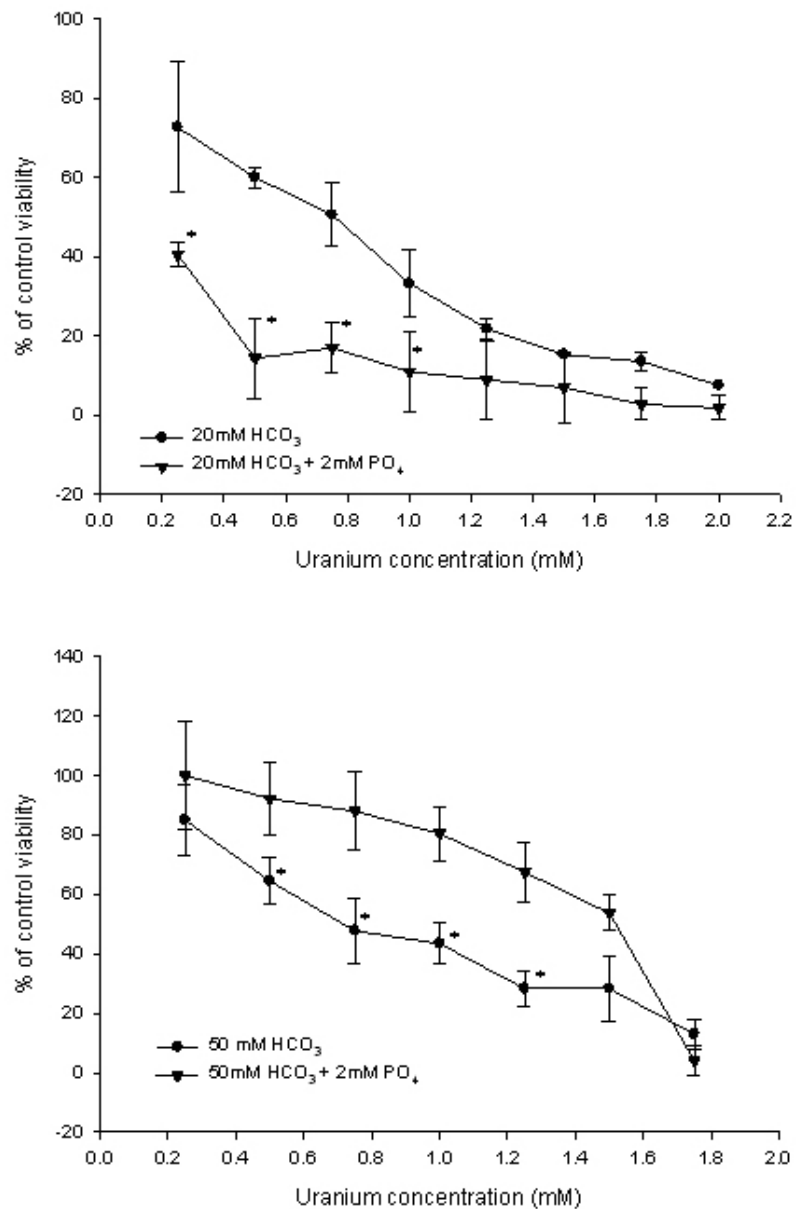 100
80
60
40
20
0
-20
% of control viability
*
*
*
*
20mM HCO₃
20mM HCO₃ + 2mM PO₄
0.0 0.2 0.4 0.6 0.8 1.0 1.2 1.4 1.6 1.8 2.0 2.2
Uranium concentration (mM)
140
120
100
80
60
40
20
0
-20
% of control viability
*
*
*
*
50 mM HCO₃
50mM HCO₃ + 2mM PO₄
0.0 0.2 0.4 0.6 0.8 1.0 1.2 1.4 1.6 1.8 2.0
Uranium concentration (mM)